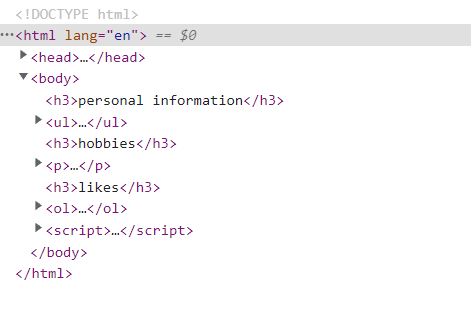 <!DOCTYPE html>
…<html lang="en"> == $0
<head>…</head>
<body>
<h3>personal information</h3>
<ul>…</ul>
<h3>hobbies</h3>
<p>…</p>
<h3>likes</h3>
<ol>…</ol>
<script>…</script>
</body>
</html>